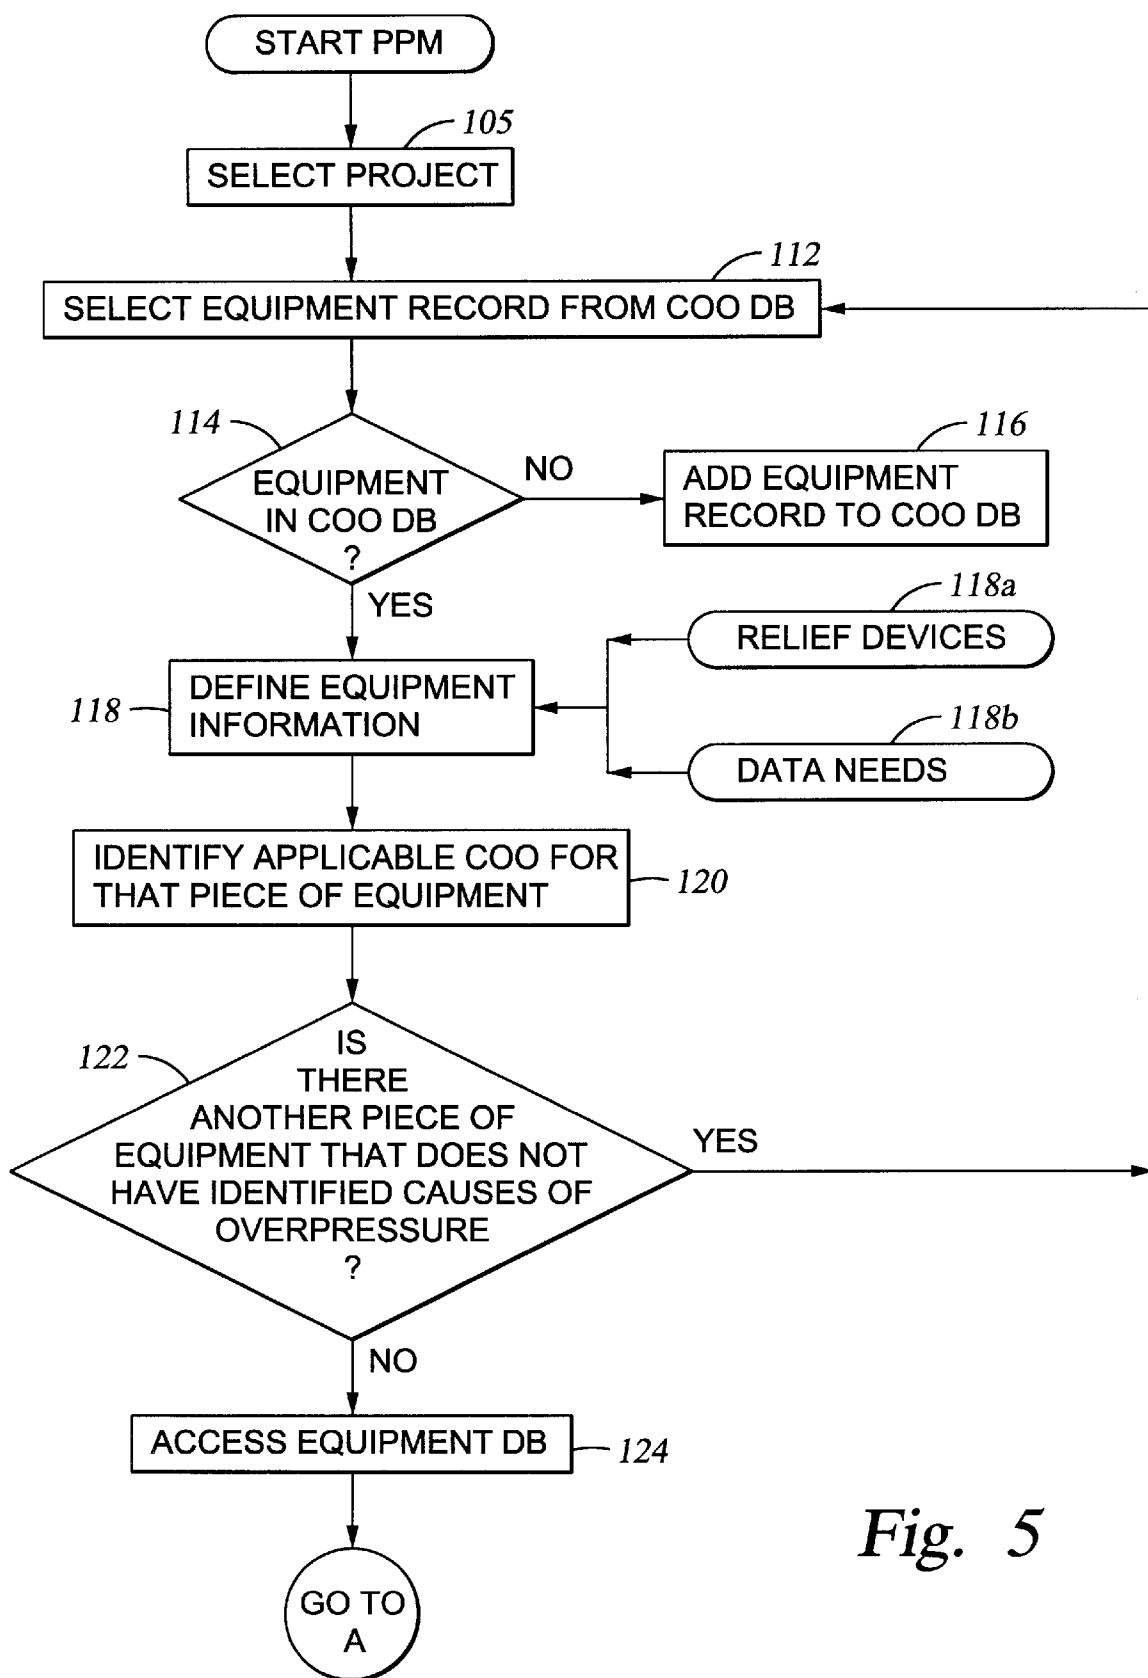 START PPM
105
SELECT PROJECT
112
SELECT EQUIPMENT RECORD FROM COO DB
114
EQUIPMENT
IN COO DB
?
NO
116
ADD EQUIPMENT
RECORD TO COO DB
YES
118a
RELIEF DEVICES
118
DEFINE EQUIPMENT
INFORMATION
118b
DATA NEEDS
IDENTIFY APPLICABLE COO FOR
THAT PIECE OF EQUIPMENT
120
122
IS
THERE
ANOTHER PIECE OF
EQUIPMENT THAT DOES NOT
HAVE IDENTIFIED CAUSES OF
OVERPRESSURE
?
YES
NO
ACCESS EQUIPMENT DB
124
GO TO
A
Fig. 5